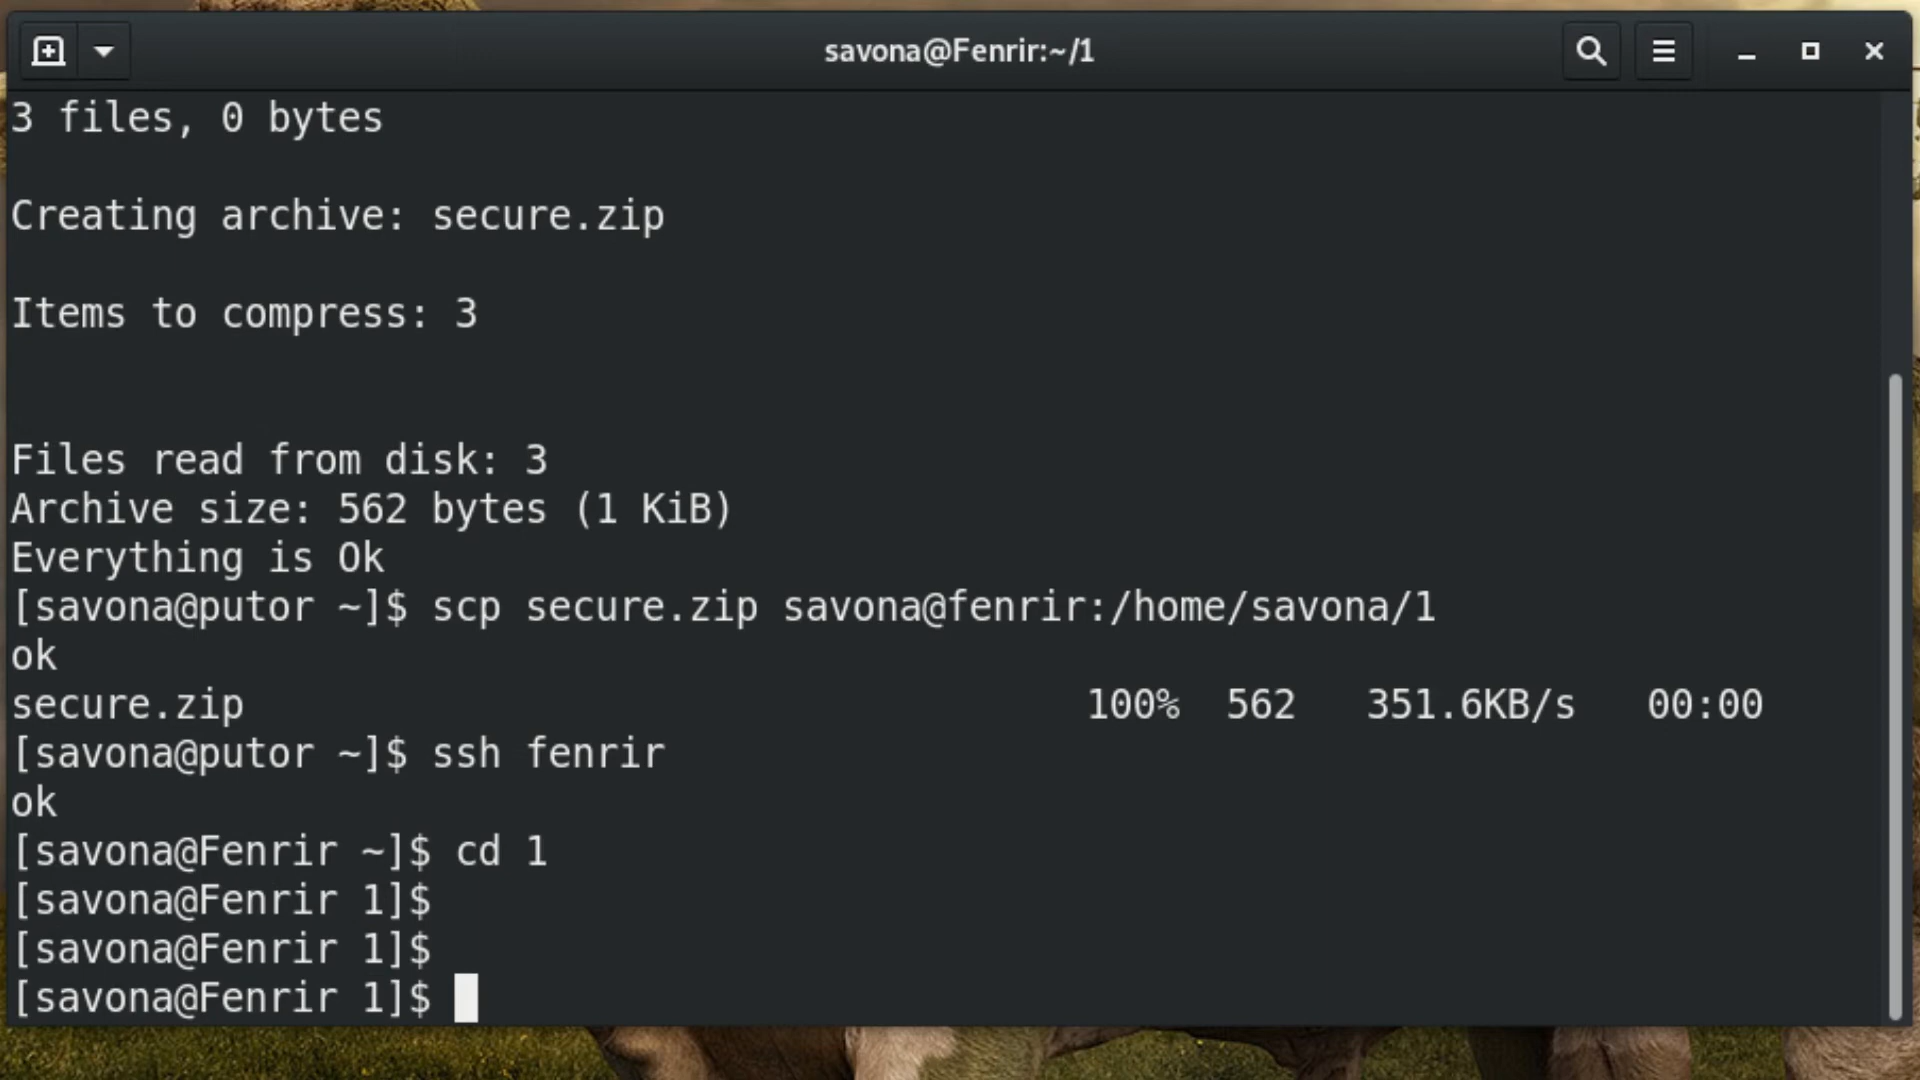 savona@Fenrir:~/1
3 files, 0 bytes
Creating archive: secure.zip
Items to compress: 3
Files read from disk: 3
Archive size: 562 bytes (1 KiB)
Everything is Ok
[savona@putor ~]$ scp secure.zip savona@fenrir:/home/savona/1
ok
secure.zip 100% 562 351.6KB/s 00:00
[savona@putor ~]$ ssh fenrir
ok
[savona@Fenrir ~]$ cd 1
[savona@Fenrir 1]$
[savona@Fenrir 1]$
[savona@Fenrir 1]$